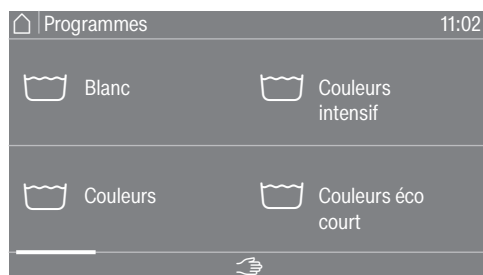 Programmes 11:02
Blanc
Couleurs
intensif
Couleurs
Couleurs éco
court